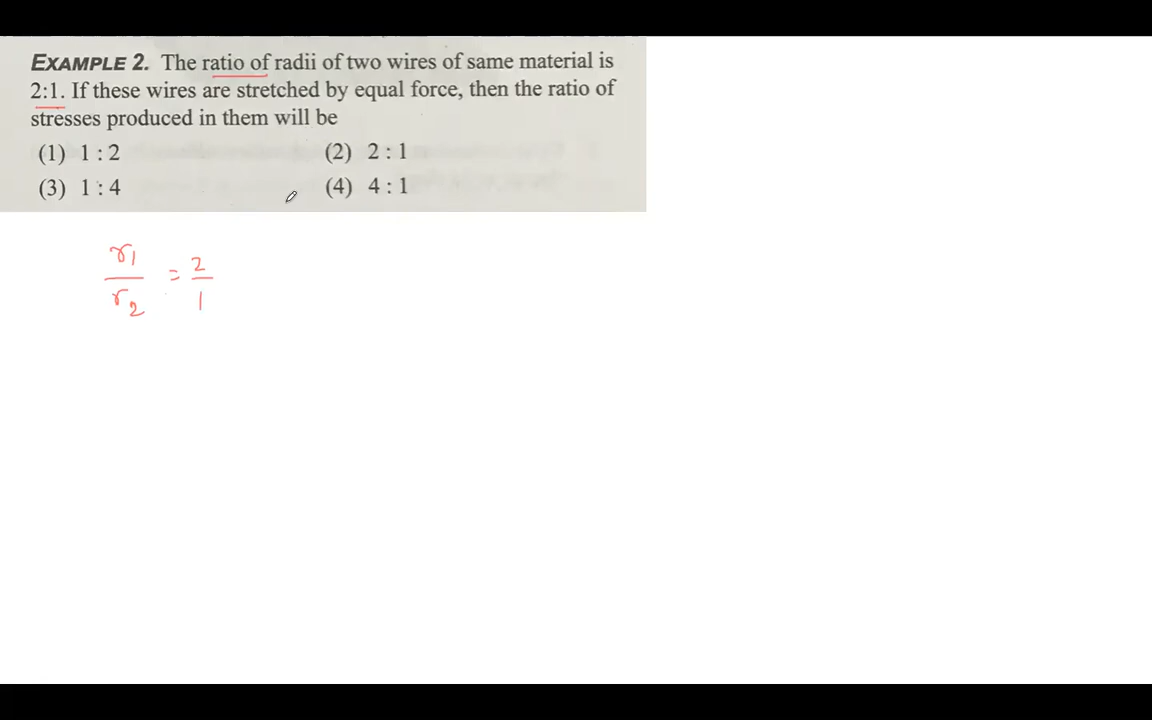 EXAMPLE 2. The ratio of radii of two wires of same material is
2:1. If these wires are stretched by equal force, then the ratio of
stresses produced in them will be
(1) 1 : 2 (2) 2 : 1
(3) 1 : 4 (4) 4 : 1
r1
r2
= 2
1